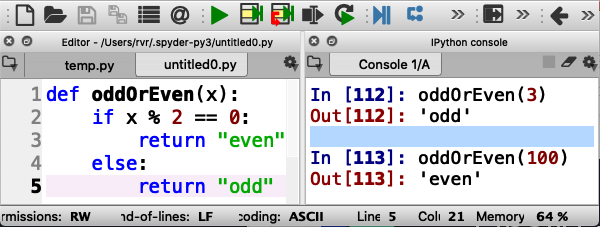 Editor - /Users/rvr/.spyder-py3/untitled0.py
IPython console
temp.py
untitled0.py
Console 1/A
1 def oddOrEven(x):
2 if x % 2 == 0:
3 return "even"
4 else:
5 return "odd"
In [112]: oddOrEven(3)
Out[112]: 'odd'
In [113]: oddOrEven(100)
Out[113]: 'even'
rmissions: RW
nd-of-lines: LF
coding: ASCII
Line 5
Colu 21
Memory 64 %